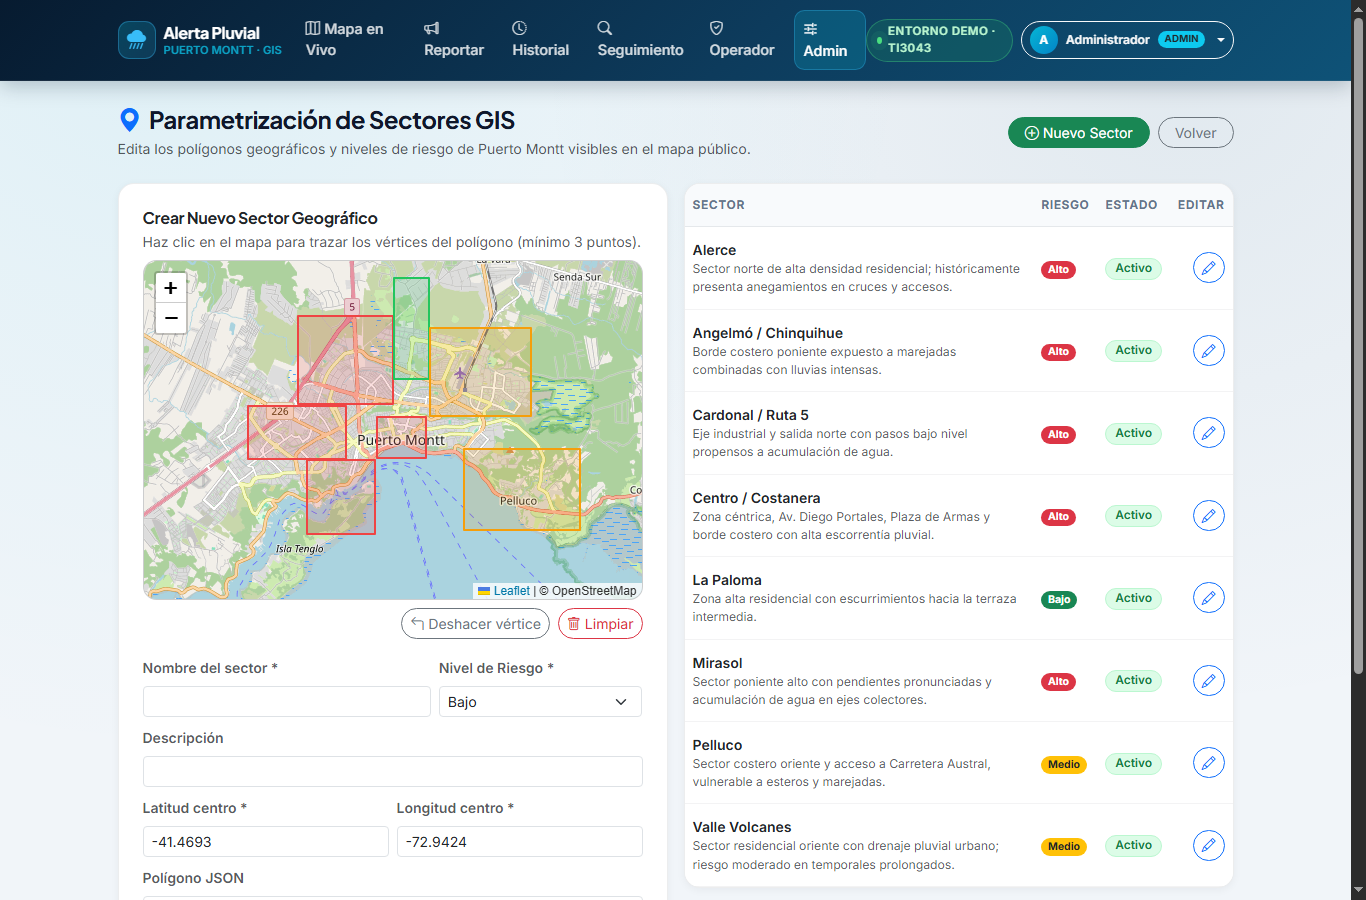 Alerta Pluvial
PUERTO MONTT · GIS
Mapa en
Vivo
Reportar
Historial
Seguimiento
Operador
Admin
ENTORNO DEMO ·
TI3043
A
Administrador
ADMIN
Parametrización de Sectores GIS
Edita los polígonos geográficos y niveles de riesgo de Puerto Montt visibles en el mapa público.
Nuevo Sector
Volver
Crear Nuevo Sector Geográfico
Haz clic en el mapa para trazar los vértices del polígono (mínimo 3 puntos).
+
−
La Vara
Senda Sur
5
226
Puerto Montt
Pelluco
Co
Isla Tenglo
Leaflet | © OpenStreetMap
Deshacer vértice
Limpiar
Nombre del sector *
Nivel de Riesgo *
Bajo
Descripción
Latitud centro *
Longitud centro *
-41.4693
-72.9424
Polígono JSON
SECTOR RIESGO ESTADO EDITAR
Alerce
Sector norte de alta densidad residencial; históricamente
presenta anegamientos en cruces y accesos.
Alto
Activo
Angelmó / Chinquihue
Borde costero poniente expuesto a marejadas
combinadas con lluvias intensas.
Alto
Activo
Cardonal / Ruta 5
Eje industrial y salida norte con pasos bajo nivel
propensos a acumulación de agua.
Alto
Activo
Centro / Costanera
Zona céntrica, Av. Diego Portales, Plaza de Armas y
borde costero con alta escorrentía pluvial.
Alto
Activo
La Paloma
Zona alta residencial con escurrimientos hacia la terraza
intermedia.
Bajo
Activo
Mirasol
Sector poniente alto con pendientes pronunciadas y
acumulación de agua en ejes colectores.
Alto
Activo
Pelluco
Sector costero oriente y acceso a Carretera Austral,
vulnerable a esteros y marejadas.
Medio
Activo
Valle Volcanes
Sector residencial oriente con drenaje pluvial urbano;
riesgo moderado en temporales prolongados.
Medio
Activo